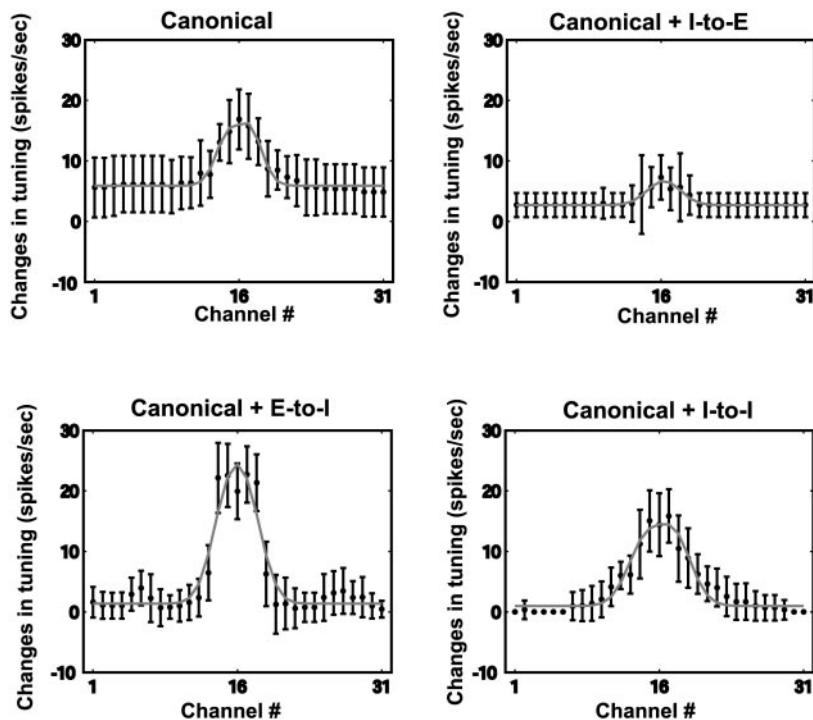 Canonical
Changes in tuning (spikes/sec)
30
20
10
0
-10
1
16
31
Channel #
Canonical + I-to-E
Changes in tuning (spikes/sec)
30
20
10
0
-10
1
16
31
Channel #
Canonical + E-to-I
Changes in tuning (spikes/sec)
30
20
10
0
-10
1
16
31
Channel #
Canonical + I-to-I
Changes in tuning (spikes/sec)
30
20
10
0
-10
1
16
31
Channel #